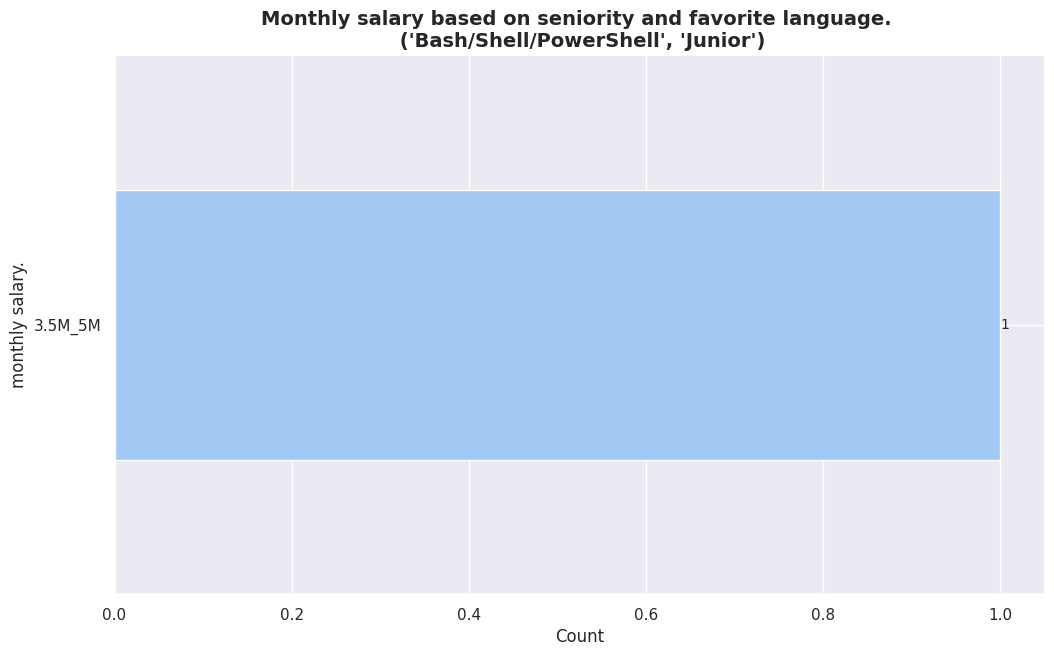 Monthly salary based on seniority and favorite language.
('Bash/Shell/PowerShell', 'Junior')
monthly salary.
3.5M_5M
1
0.0 0.2 0.4 0.6 0.8 1.0
Count